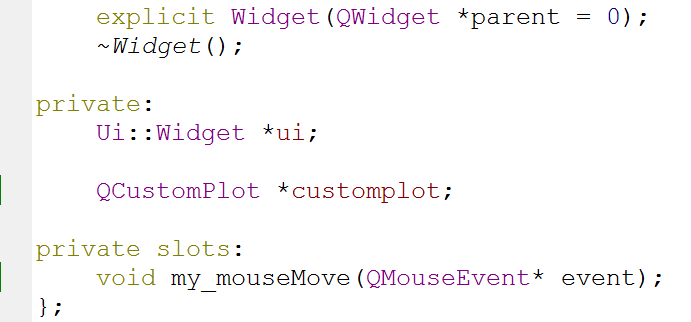 explicit Widget(QWidget *parent = 0);
~Widget();
private:
Ui::Widget *ui;
QCustomPlot *customplot;
private slots:
void my_mouseMove(QMouseEvent* event);
};